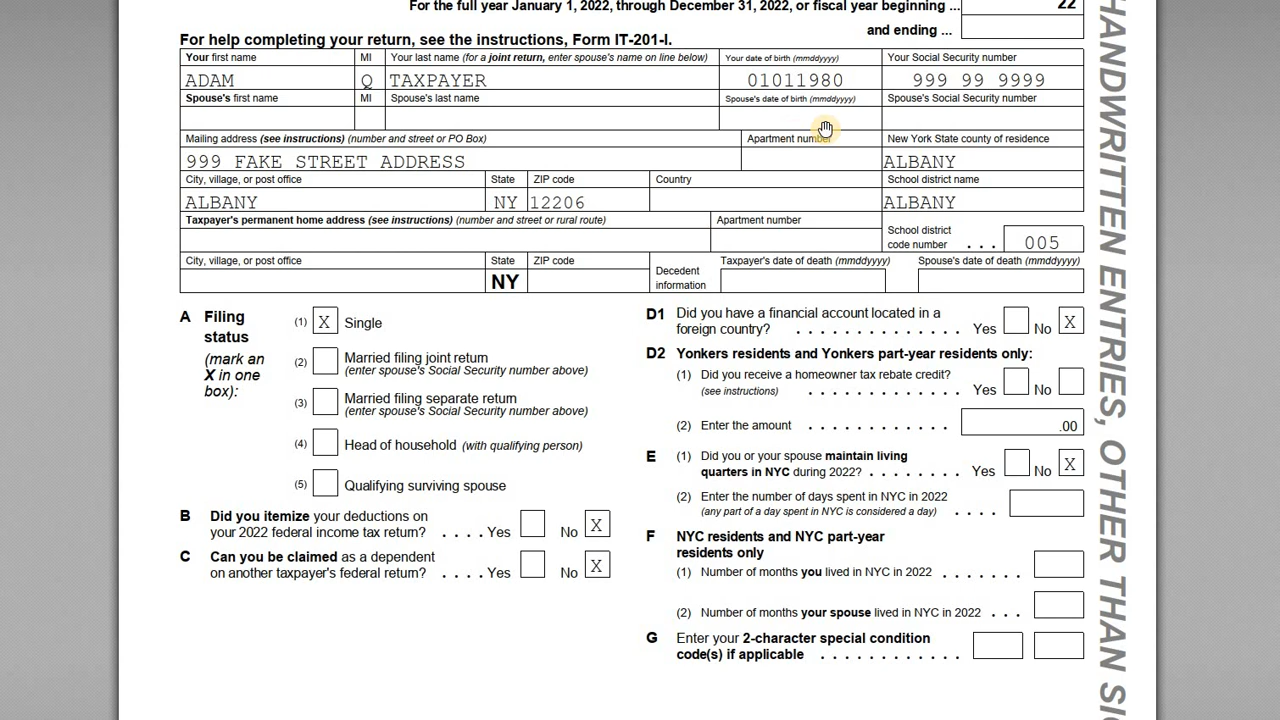 For the full year January 1, 2022, through December 31, 2022, or fiscal year beginning ... 22
and ending ...
For help completing your return, see the instructions, Form IT-201-I.
Your first name MI Your last name (for a joint return, enter spouse's name on line below) Your date of birth (mmddyyyy) Your Social Security number
ADAM Q TAXPAYER 01011980 999 99 9999
Spouse's first name MI Spouse's last name Spouse's date of birth (mmddyyyy) Spouse's Social Security number
Mailing address (see instructions) (number and street or PO Box) Apartment number New York State county of residence
999 FAKE STREET ADDRESS ALBANY
City, village, or post office State ZIP code Country School district name
ALBANY NY 12206 ALBANY
Taxpayer's permanent home address (see instructions) (number and street or rural route) Apartment number School district
code number ... 005
City, village, or post office State ZIP code Decedent information Taxpayer's date of death (mmddyyyy) Spouse's date of death (mmddyyyy)
NY
A Filing status (mark an X in one box):
(1) X Single
(2) Married filing joint return
(enter spouse's Social Security number above)
(3) Married filing separate return
(enter spouse's Social Security number above)
(4) Head of household (with qualifying person)
(5) Qualifying surviving spouse
B Did you itemize your deductions on
your 2022 federal income tax return? .... Yes No X
C Can you be claimed as a dependent
on another taxpayer's federal return? .... Yes No X
D1 Did you have a financial account located in a
foreign country? ............. Yes No X
D2 Yonkers residents and Yonkers part-year residents only:
(1) Did you receive a homeowner tax rebate credit?
(see instructions) ............ Yes No
(2) Enter the amount ............ .00
E (1) Did you or your spouse maintain living
quarters in NYC during 2022? ........ Yes No X
(2) Enter the number of days spent in NYC in 2022
(any part of a day spent in NYC is considered a day) ....
F NYC residents and NYC part-year
residents only
(1) Number of months you lived in NYC in 2022 .......
(2) Number of months your spouse lived in NYC in 2022 ...
G Enter your 2-character special condition
code(s) if applicable ............
HANDWRITTEN ENTRIES, OTHER THAN